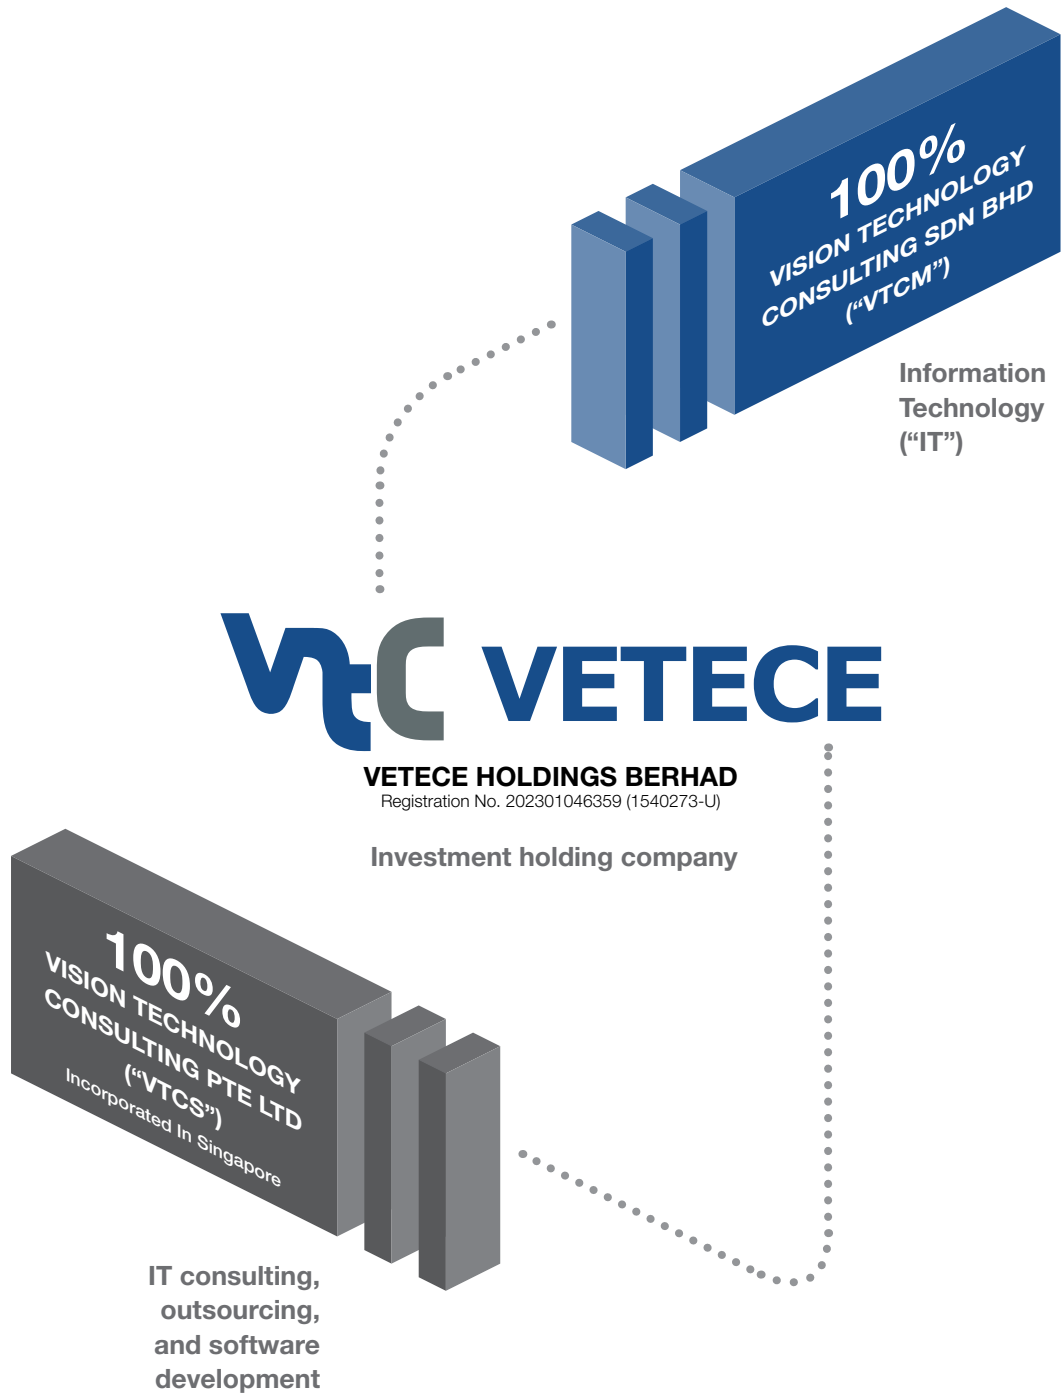 100%
VISION TECHNOLOGY
CONSULTING SDN BHD
(“VTCM”)
Information
Technology
(“IT”)
vtc VETECE
VETECE HOLDINGS BERHAD
Registration No. 202301046359 (1540273-U)
Investment holding company
100%
VISION TECHNOLOGY
CONSULTING PTE LTD
(“VTCS”)
Incorporated In Singapore
IT consulting,
outsourcing,
and software
development